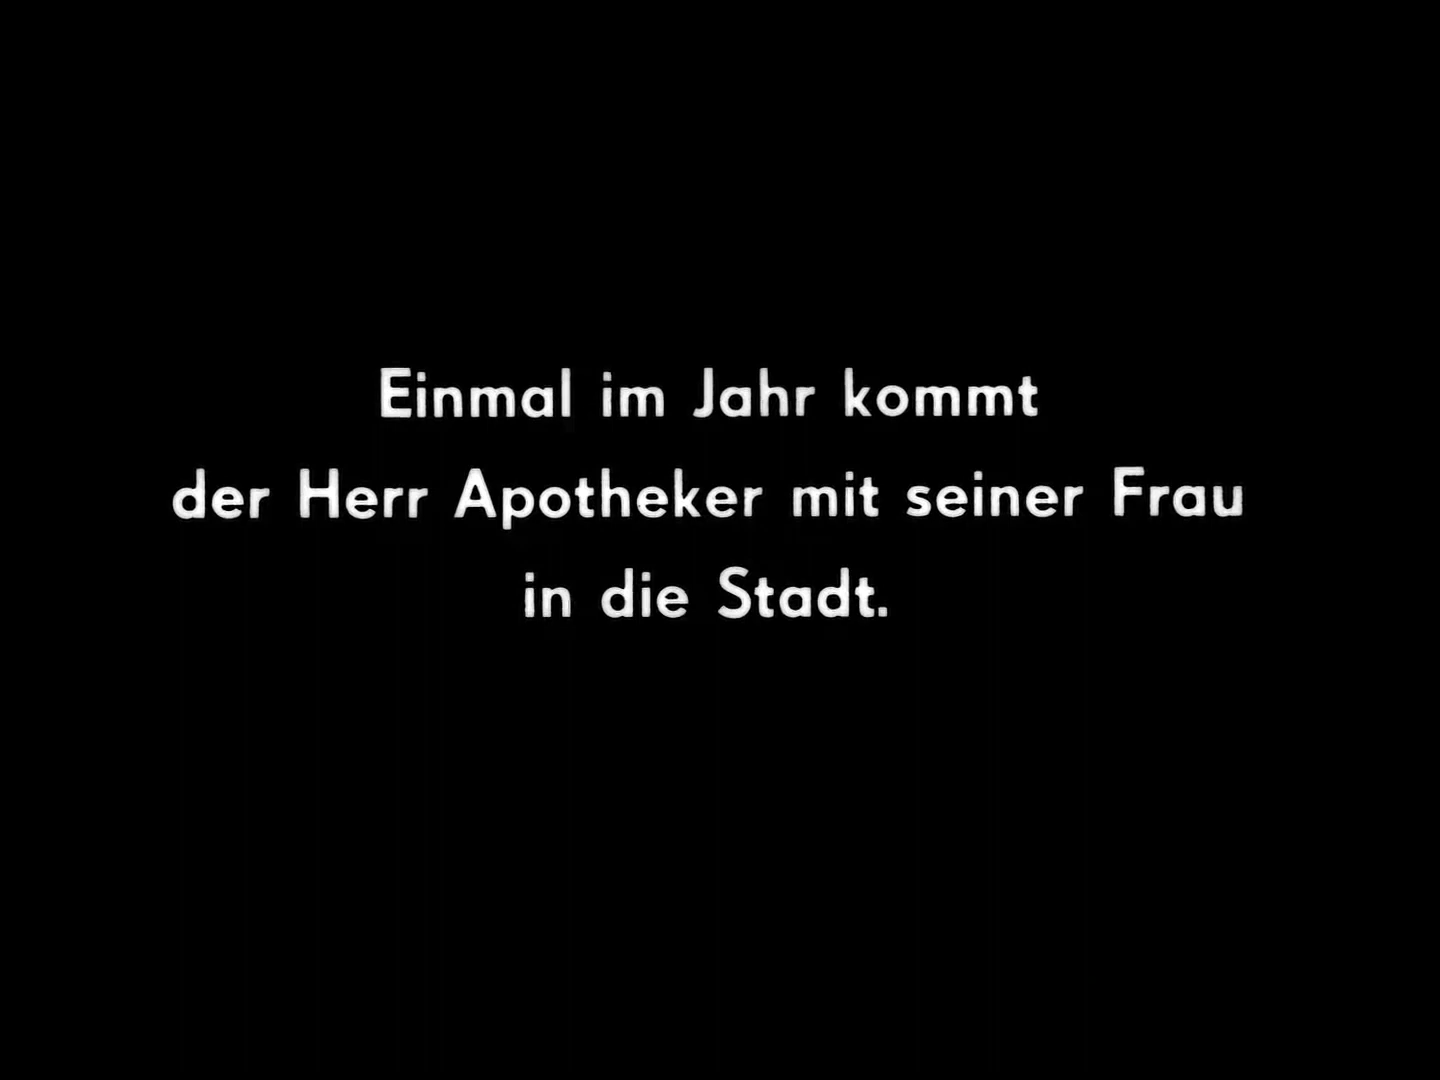 Einmal im Jahr kommt
der Herr Apotheker mit seiner Frau
in die Stadt.